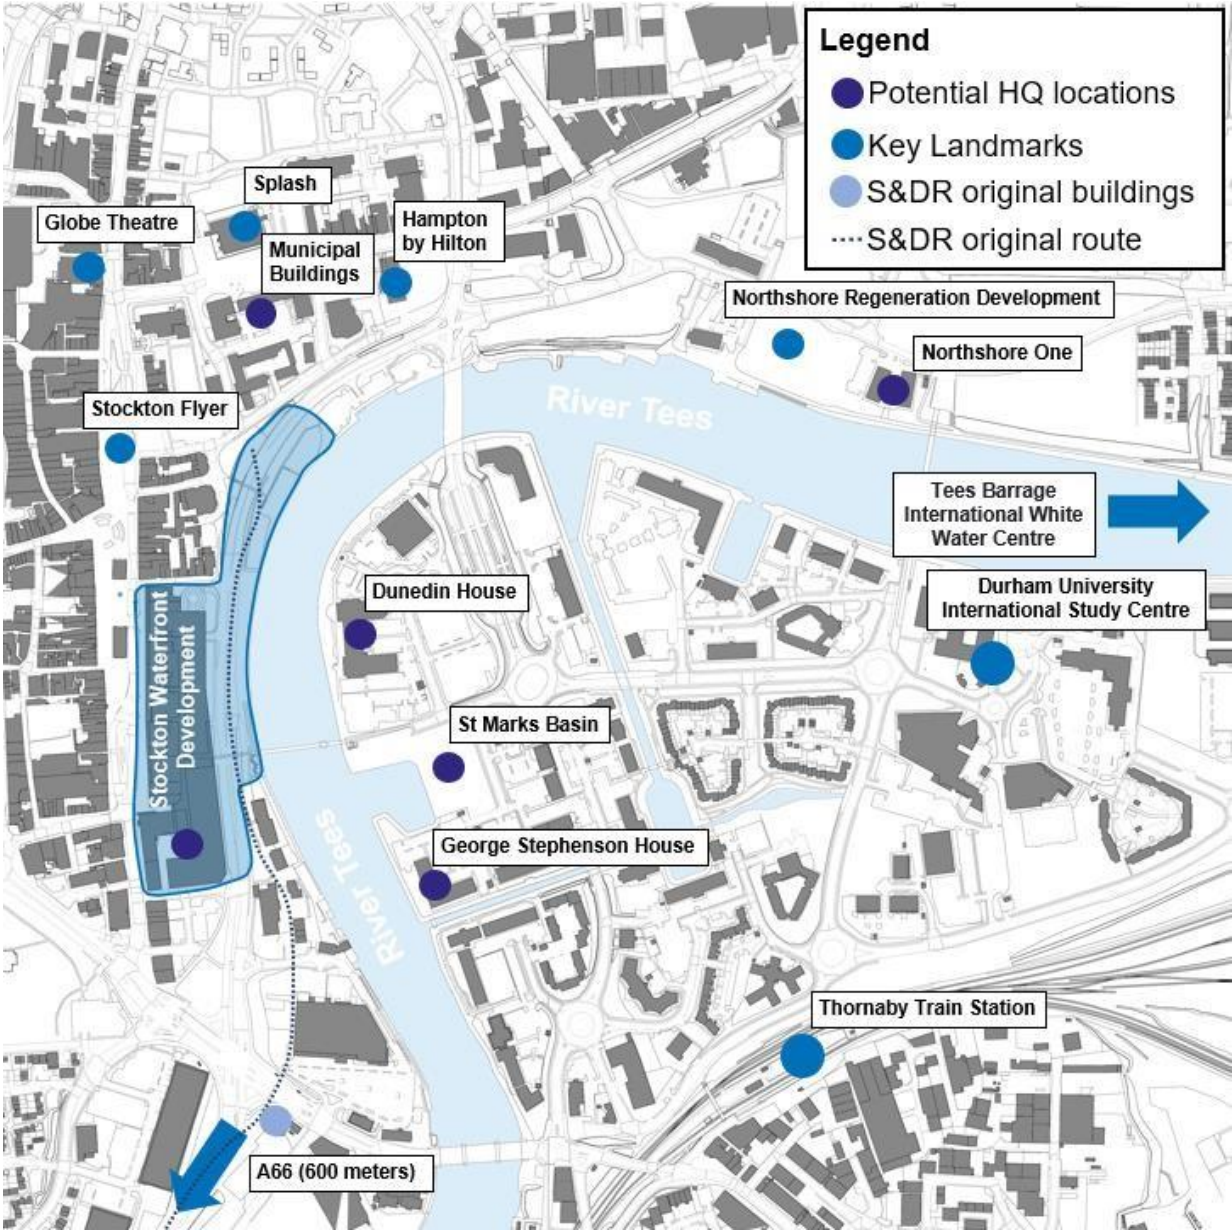 Legend
Potential HQ locations
Key Landmarks
S&DR original buildings
S&DR original route
Splash
Globe Theatre
Hampton
by Hilton
Municipal
Buildings
Northshore Regeneration Development
Northshore One
Stockton Flyer
River Tees
Tees Barrage
International White
Water Centre
Durham University
International Study Centre
Dunedin House
Stockton Waterfront
Development
St Marks Basin
George Stephenson House
River Tees
Thornaby Train Station
A66 (600 meters)